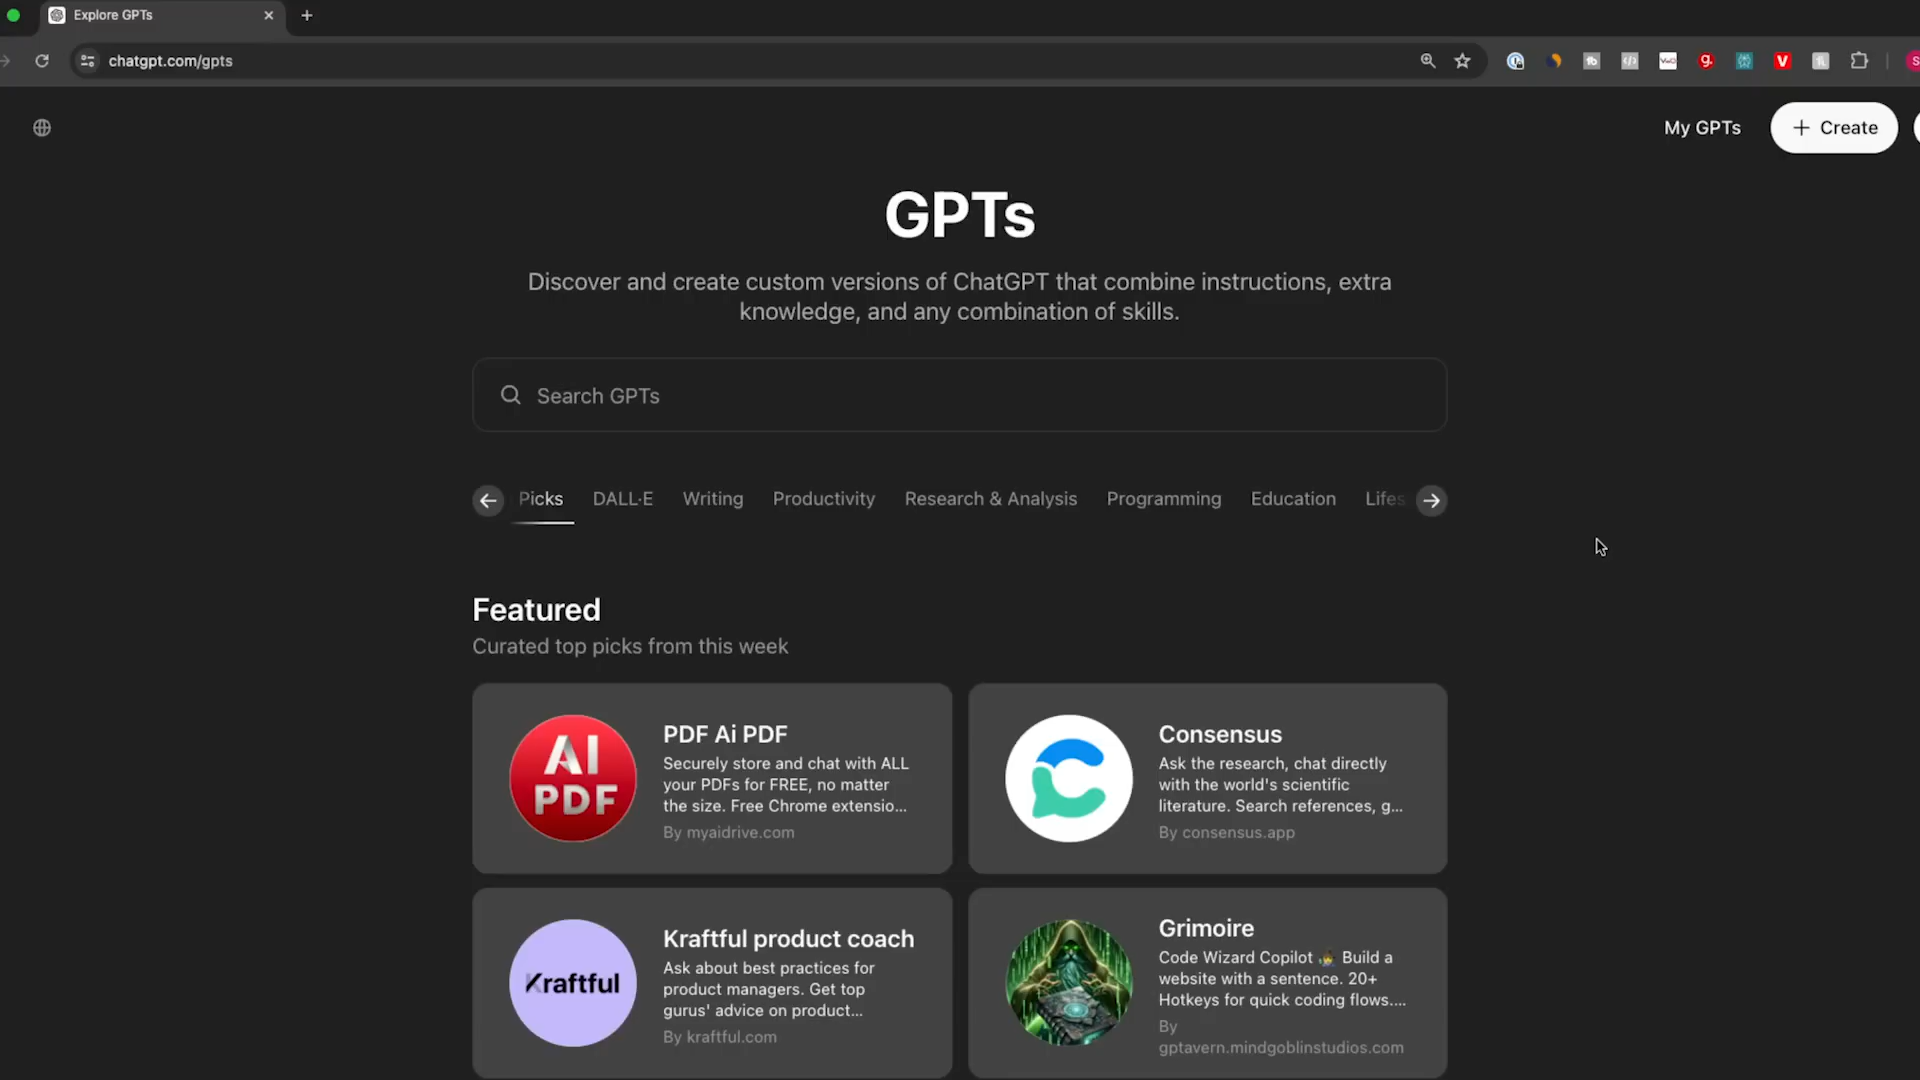 Explore GPTs
chatgpt.com/gpts
My GPTs
+ Create
GPTs
Discover and create custom versions of ChatGPT that combine instructions, extra
knowledge, and any combination of skills.
Search GPTs
Picks DALL·E Writing Productivity Research & Analysis Programming Education Lifes
Featured
Curated top picks from this week
AI
PDF
PDF Ai PDF
Securely store and chat with ALL
your PDFs for FREE, no matter
the size. Free Chrome extensio...
By myaidrive.com
Consensus
Ask the research, chat directly
with the world's scientific
literature. Search references, g...
By consensus.app
Kraftful
Kraftful product coach
Ask about best practices for
product managers. Get top
gurus' advice on product...
By kraftful.com
Grimoire
Code Wizard Copilot 🧙 Build a
website with a sentence. 20+
Hotkeys for quick coding flows....
By
gptavern.mindgoblinstudios.com